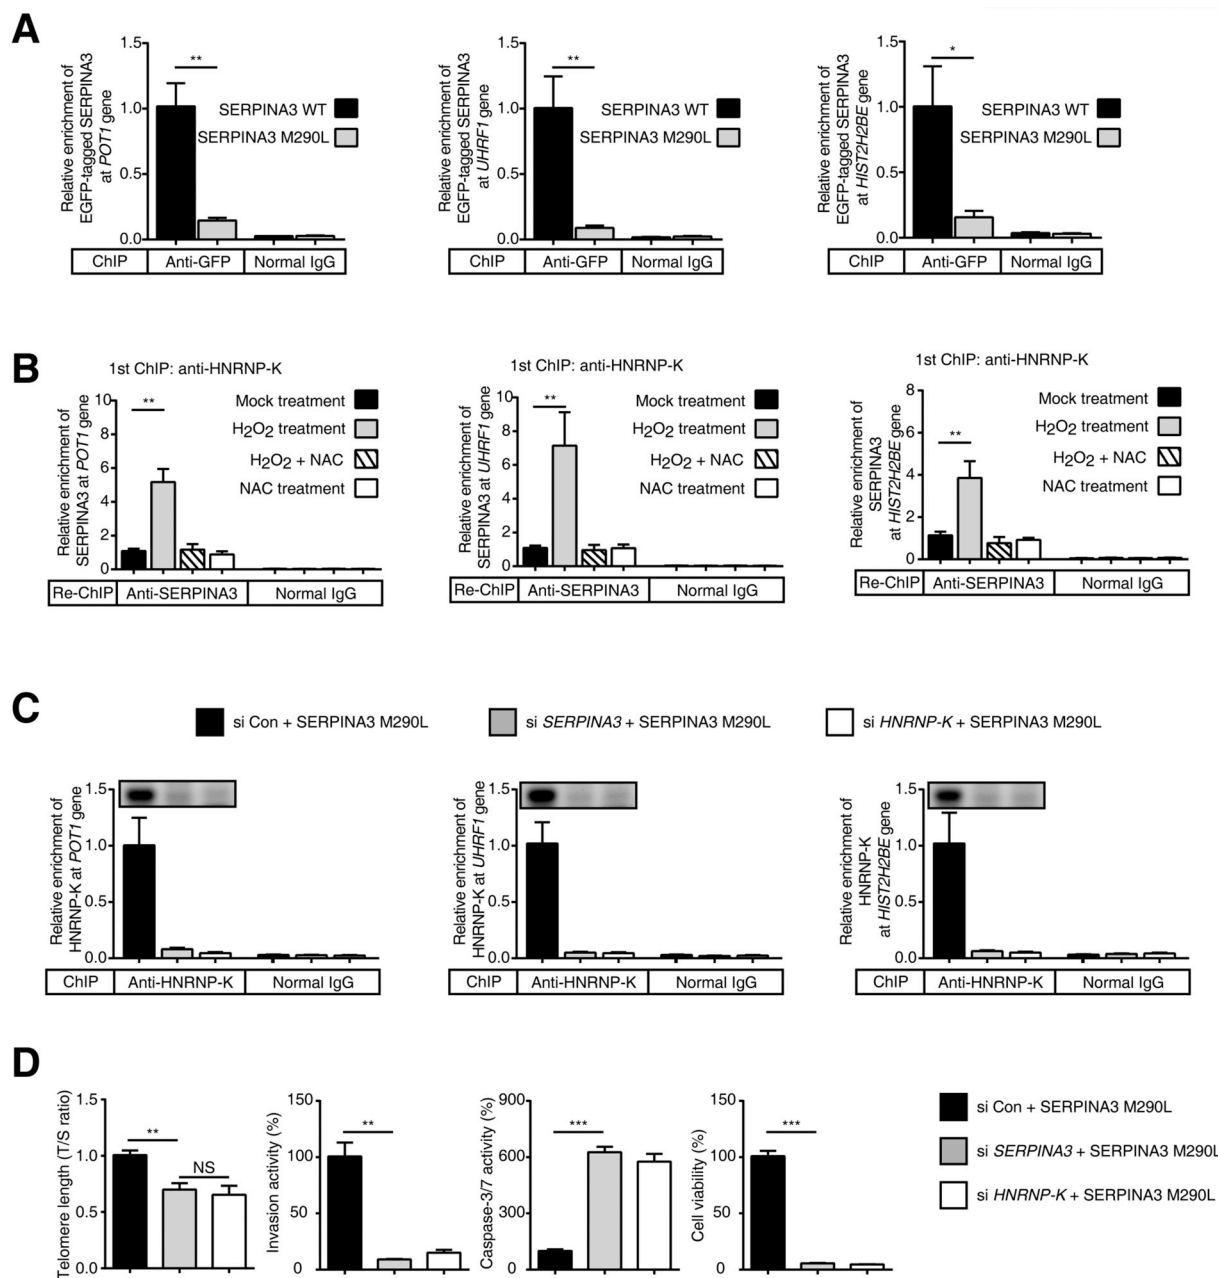 A
Relative enrichment of
EGFP-tagged SERPINA3
at POT1 gene
1.5
1.0
0.5
0.0
**
SERPINA3 WT
SERPINA3 M290L
ChIP
Anti-GFP
Normal IgG
Relative enrichment of
EGFP-tagged SERPINA3
at UHRF1 gene
1.5
1.0
0.5
0.0
**
SERPINA3 WT
SERPINA3 M290L
ChIP
Anti-GFP
Normal IgG
Relative enrichment of
EGFP-tagged SERPINA3
at HIST2H2BE gene
1.5
1.0
0.5
0.0
*
SERPINA3 WT
SERPINA3 M290L
ChIP
Anti-GFP
Normal IgG
B
1st ChIP: anti-HNRNP-K
Relative enrichment of
SERPINA3 at POT1 gene
10
8
6
4
2
0
**
Mock treatment
H2O2 treatment
H2O2 + NAC
NAC treatment
Re-ChIP
Anti-SERPINA3
Normal IgG
1st ChIP: anti-HNRNP-K
Relative enrichment of
SERPINA3 at UHRF1 gene
10
8
6
4
2
0
**
Mock treatment
H2O2 treatment
H2O2 + NAC
NAC treatment
Re-ChIP
Anti-SERPINA3
Normal IgG
1st ChIP: anti-HNRNP-K
Relative enrichment of
SERPINA3
at HIST2H2BE gene
8
6
4
2
0
**
Mock treatment
H2O2 treatment
H2O2 + NAC
NAC treatment
Re-ChIP
Anti-SERPINA3
Normal IgG
C
si Con + SERPINA3 M290L
si SERPINA3 + SERPINA3 M290L
si HNRNP-K + SERPINA3 M290L
Relative enrichment of
HNRNP-K at POT1 gene
1.5
1.0
0.5
0.0
ChIP
Anti-HNRNP-K
Normal IgG
Relative enrichment of
HNRNP-K at UHRF1 gene
1.5
1.0
0.5
0.0
ChIP
Anti-HNRNP-K
Normal IgG
Relative enrichment of
HNRNP-K
at HIST2H2BE gene
1.5
1.0
0.5
0.0
ChIP
Anti-HNRNP-K
Normal IgG
D
Telomere length (T/S ratio)
1.5
1.0
0.5
0.0
**
NS
Invasion activity (%)
150
100
50
0
**
Caspase-3/7 activity (%)
900
600
300
0
***
Cell viability (%)
150
100
50
0
***
si Con + SERPINA3 M290L
si SERPINA3 + SERPINA3 M290L
si HNRNP-K + SERPINA3 M290L